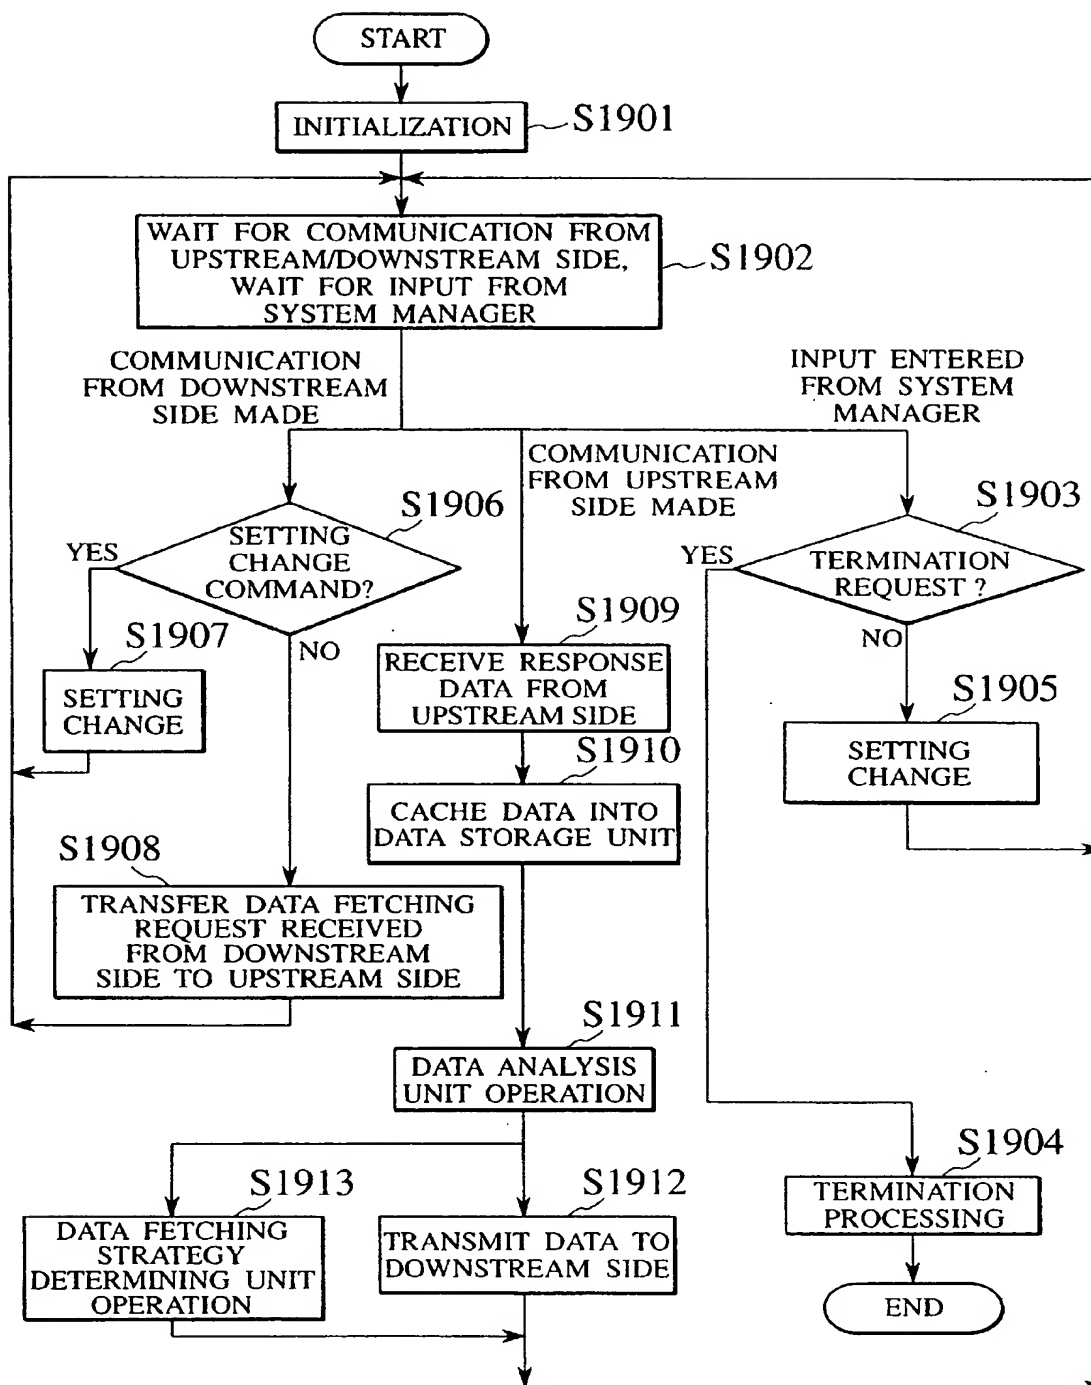 START
INITIALIZATION
S1901
WAIT FOR COMMUNICATION FROM
UPSTREAM/DOWNSTREAM SIDE,
WAIT FOR INPUT FROM
SYSTEM MANAGER
S1902
COMMUNICATION
FROM DOWNSTREAM
SIDE MADE
INPUT ENTERED
FROM SYSTEM
MANAGER
COMMUNICATION
FROM UPSTREAM
SIDE MADE
S1906
SETTING
CHANGE
COMMAND?
YES
NO
S1903
TERMINATION
REQUEST ?
YES
NO
S1907
SETTING
CHANGE
S1909
RECEIVE RESPONSE
DATA FROM
UPSTREAM SIDE
S1905
SETTING
CHANGE
S1910
CACHE DATA INTO
DATA STORAGE UNIT
S1908
TRANSFER DATA FETCHING
REQUEST RECEIVED
FROM DOWNSTREAM
SIDE TO UPSTREAM SIDE
S1911
DATA ANALYSIS
UNIT OPERATION
S1913
DATA FETCHING
STRATEGY
DETERMINING UNIT
OPERATION
S1912
TRANSMIT DATA TO
DOWNSTREAM SIDE
S1904
TERMINATION
PROCESSING
END